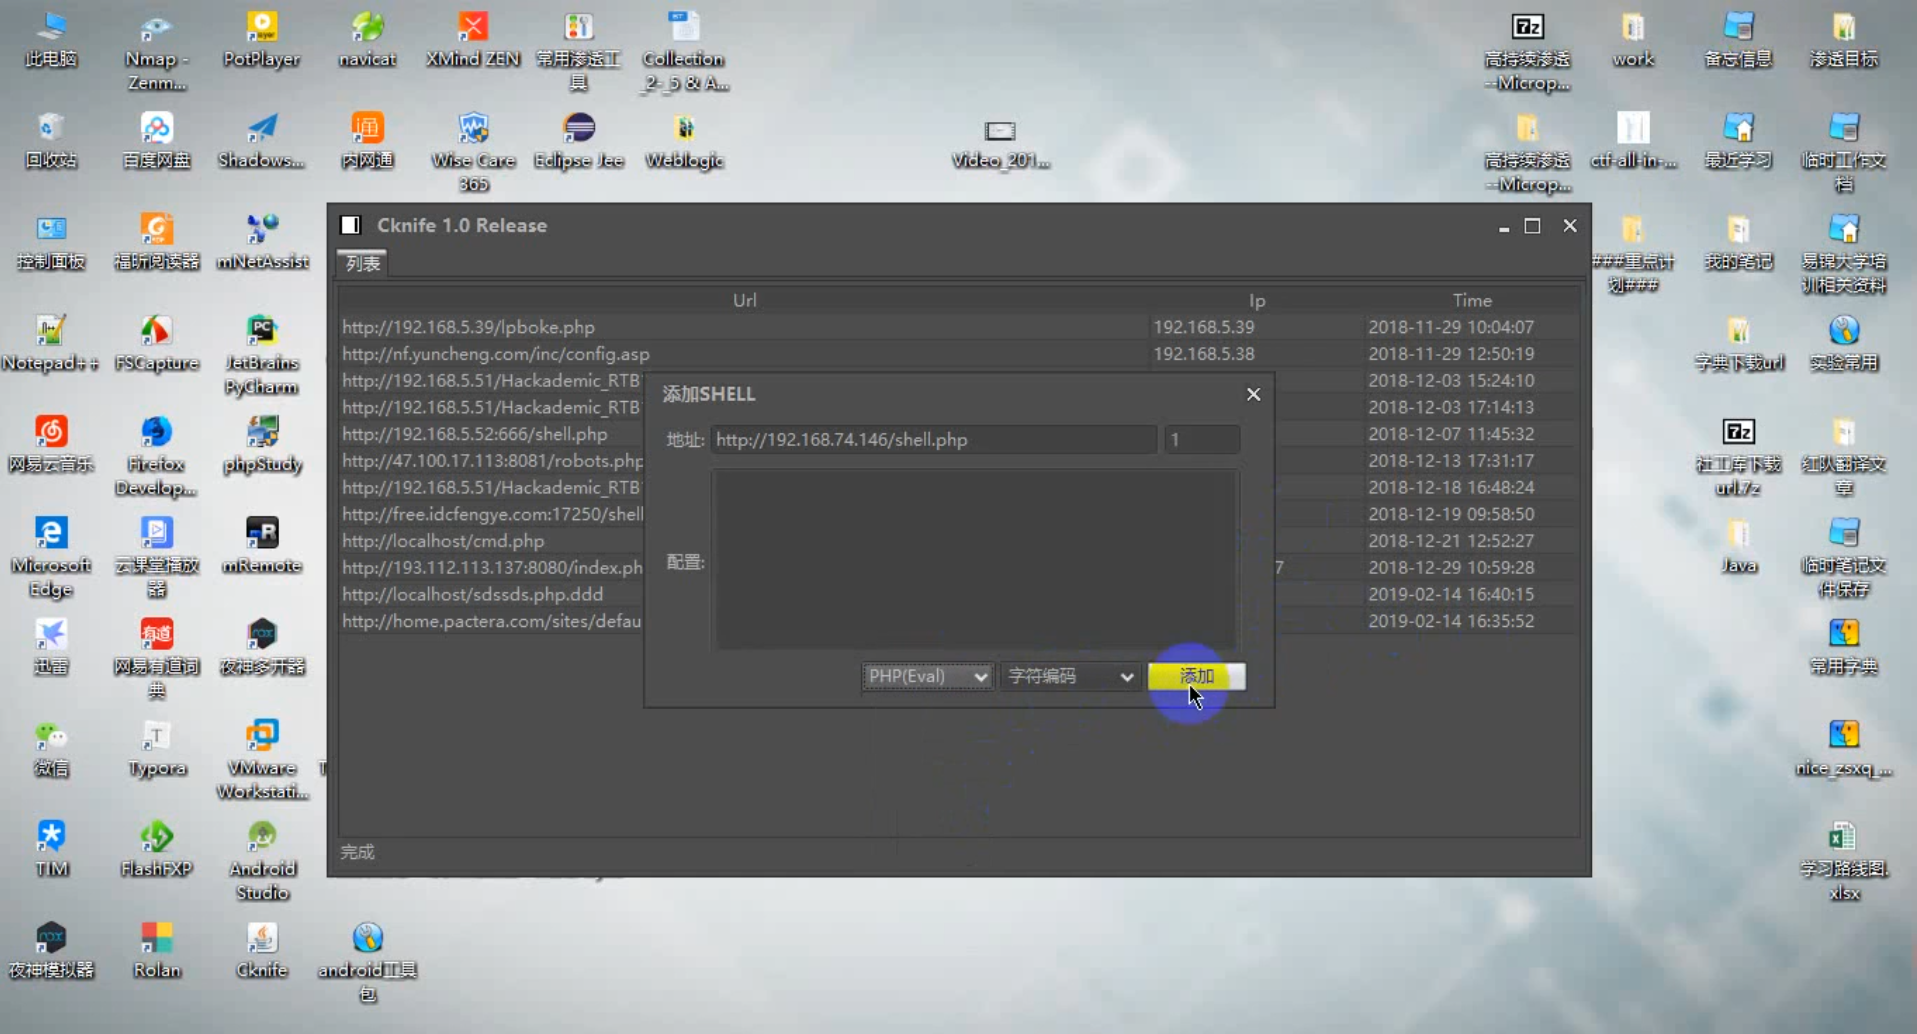 此电脑
Nmap -
Zenm...
PotPlayer
navicat
XMind ZEN
常用渗透工
具
Collection
_2-_5 & A...
高持续渗透
--Microp...
work
备忘信息
渗透目标
回收站
百度网盘
Shadows...
内网通
Wise Care
365
Eclipse Jee
Weblogic
Video_201...
高持续渗透
--Microp...
ctf-all-in-...
最近学习
临时工作文
档
控制面板
福昕阅读器
mNetAssist
Cknife 1.0 Release
###重点计
划###
我的笔记
易锦大学培
训相关资料
列表
Url
Ip
Time
http://192.168.5.39/lpboke.php
192.168.5.39
2018-11-29 10:04:07
http://nf.yuncheng.com/inc/config.asp
192.168.5.38
2018-11-29 12:50:19
http://192.168.5.51/Hackademic_RTB
2018-12-03 15:24:10
http://192.168.5.51/Hackademic_RTB
2018-12-03 17:14:13
http://192.168.5.52:666/shell.php
2018-12-07 11:45:32
http://47.100.17.113:8081/robots.php
2018-12-13 17:31:17
http://192.168.5.51/Hackademic_RTB
2018-12-18 16:48:24
http://free.idcfengye.com:17250/shell
2018-12-19 09:58:50
http://localhost/cmd.php
2018-12-21 12:52:27
http://193.112.113.137:8080/index.ph
7
2018-12-29 10:59:28
http://localhost/sdssds.php.ddd
2019-02-14 16:40:15
http://home.pactera.com/sites/defau
2019-02-14 16:35:52
添加SHELL
地址:
http://192.168.74.146/shell.php
1
配置:
PHP(Eval)
字符编码
添加
完成
Notepad++
FSCapture
JetBrains
PyCharm
字典下载url
实验常用
网易云音乐
Firefox
Develop...
phpStudy
社工库下载
url.7z
红队翻译文
章
Microsoft
Edge
云课堂播放
器
mRemote
Java
临时笔记文
件保存
迅雷
网易有道词
典
夜神多开器
常用字典
微信
Typora
VMware
Workstati...
T
nice_zsxq_...
TIM
FlashFXP
Android
Studio
学习路线图.
xlsx
夜神模拟器
Rolan
Cknife
android工具
包